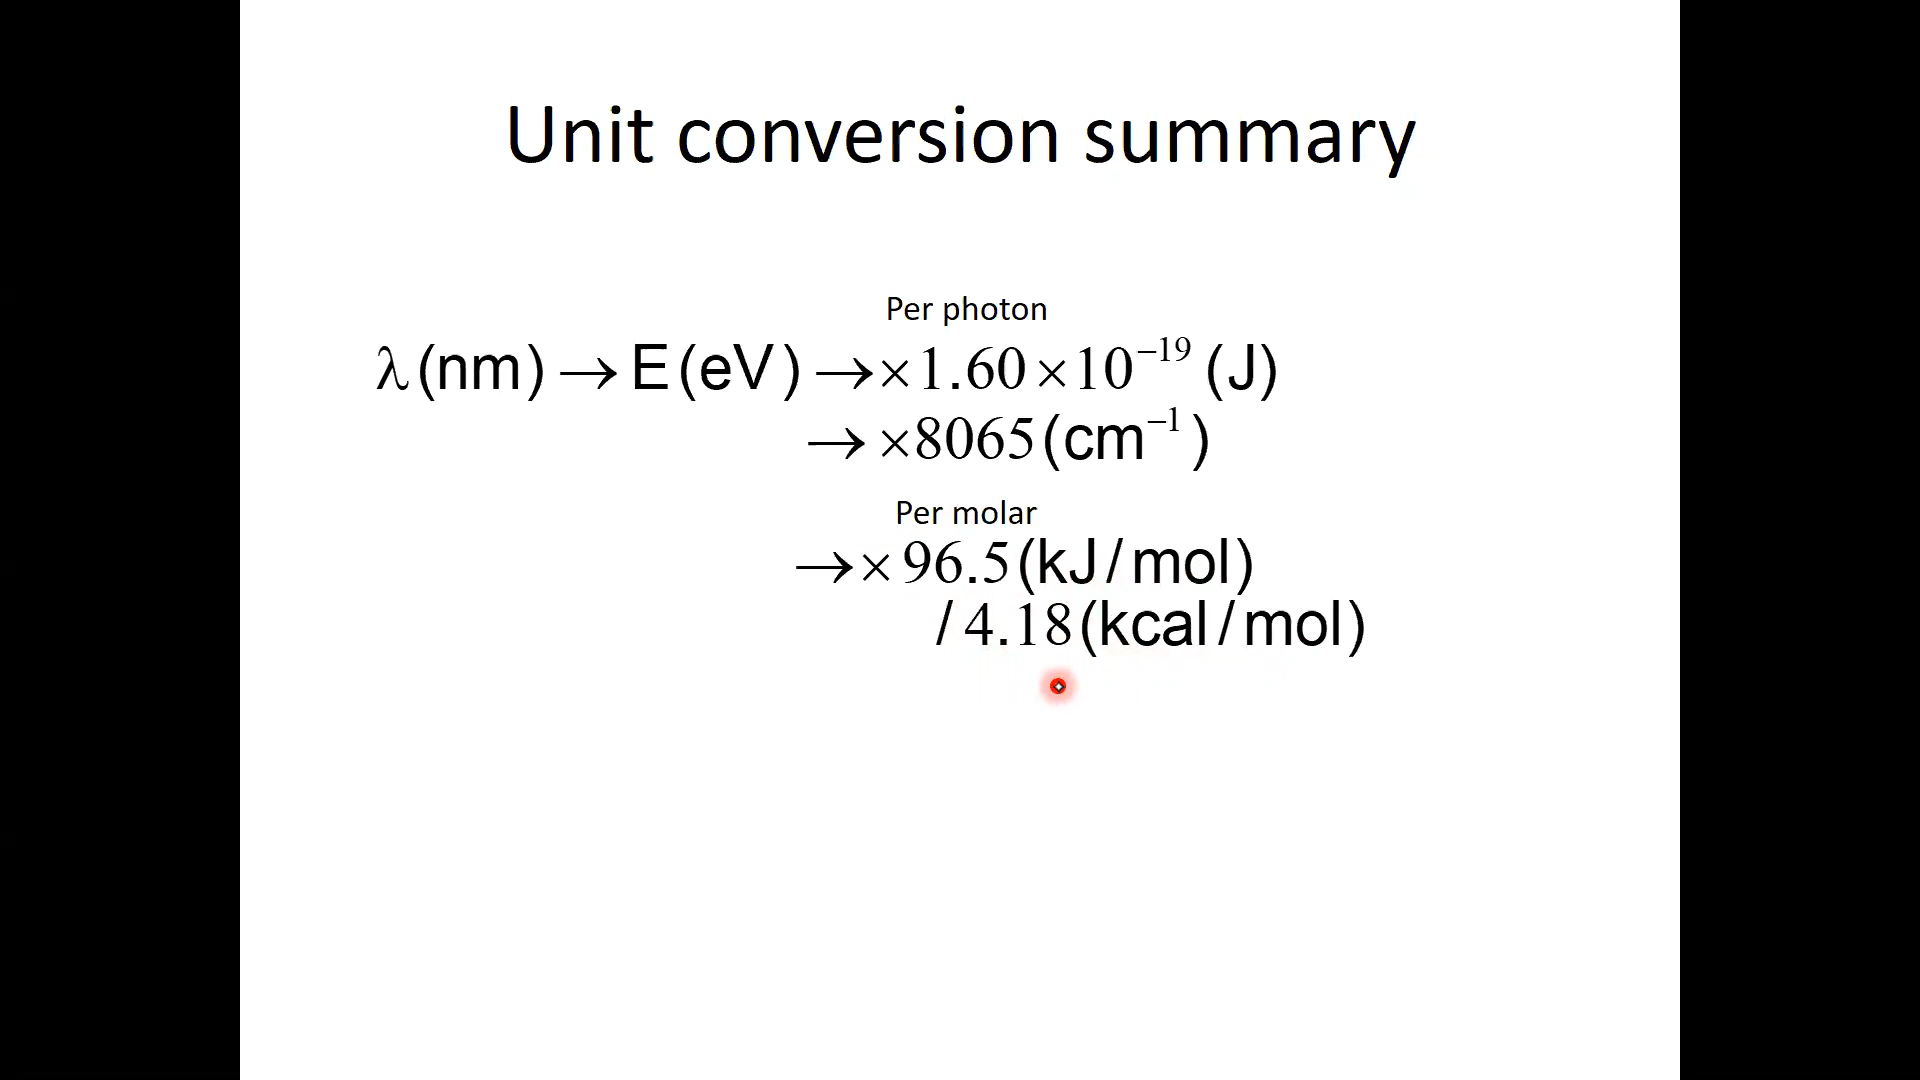 Unit conversion summary
Per photon
λ(nm)→E(eV)→×1.60×10⁻¹⁹(J)
→×8065(cm⁻¹)
Per molar
→×96.5(kJ/mol)
/4.18(kcal/mol)